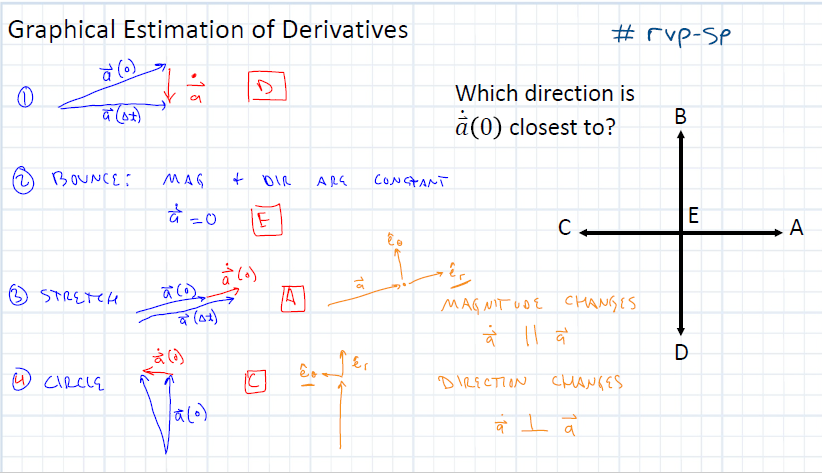 Graphical Estimation of Derivatives
# rvp-sp
Which direction is
$\dot{\vec{a}}(0)$ closest to?
B
C E A
D
① $\vec{a}(0)$ $\dot{\vec{a}}$ D
$\vec{a}(\Delta t)$
② BOUNCE: MAG + DIR ARE CONSTANT
$\dot{\vec{a}} = 0$ E
③ STRETCH $\vec{a}(0)$ $\dot{\vec{a}}(0)$ A
$\vec{a}(\Delta t)$
$\vec{a}$ $\hat{e}_\theta$ $\hat{e}_r$
MAGNITUDE CHANGES
$\dot{\vec{a}} \parallel \vec{a}$
④ CIRCLE $\dot{\vec{a}}(0)$ C
$\vec{a}(0)$
$\hat{e}_\theta$ $\hat{e}_r$
DIRECTION CHANGES
$\dot{\vec{a}} \perp \vec{a}$